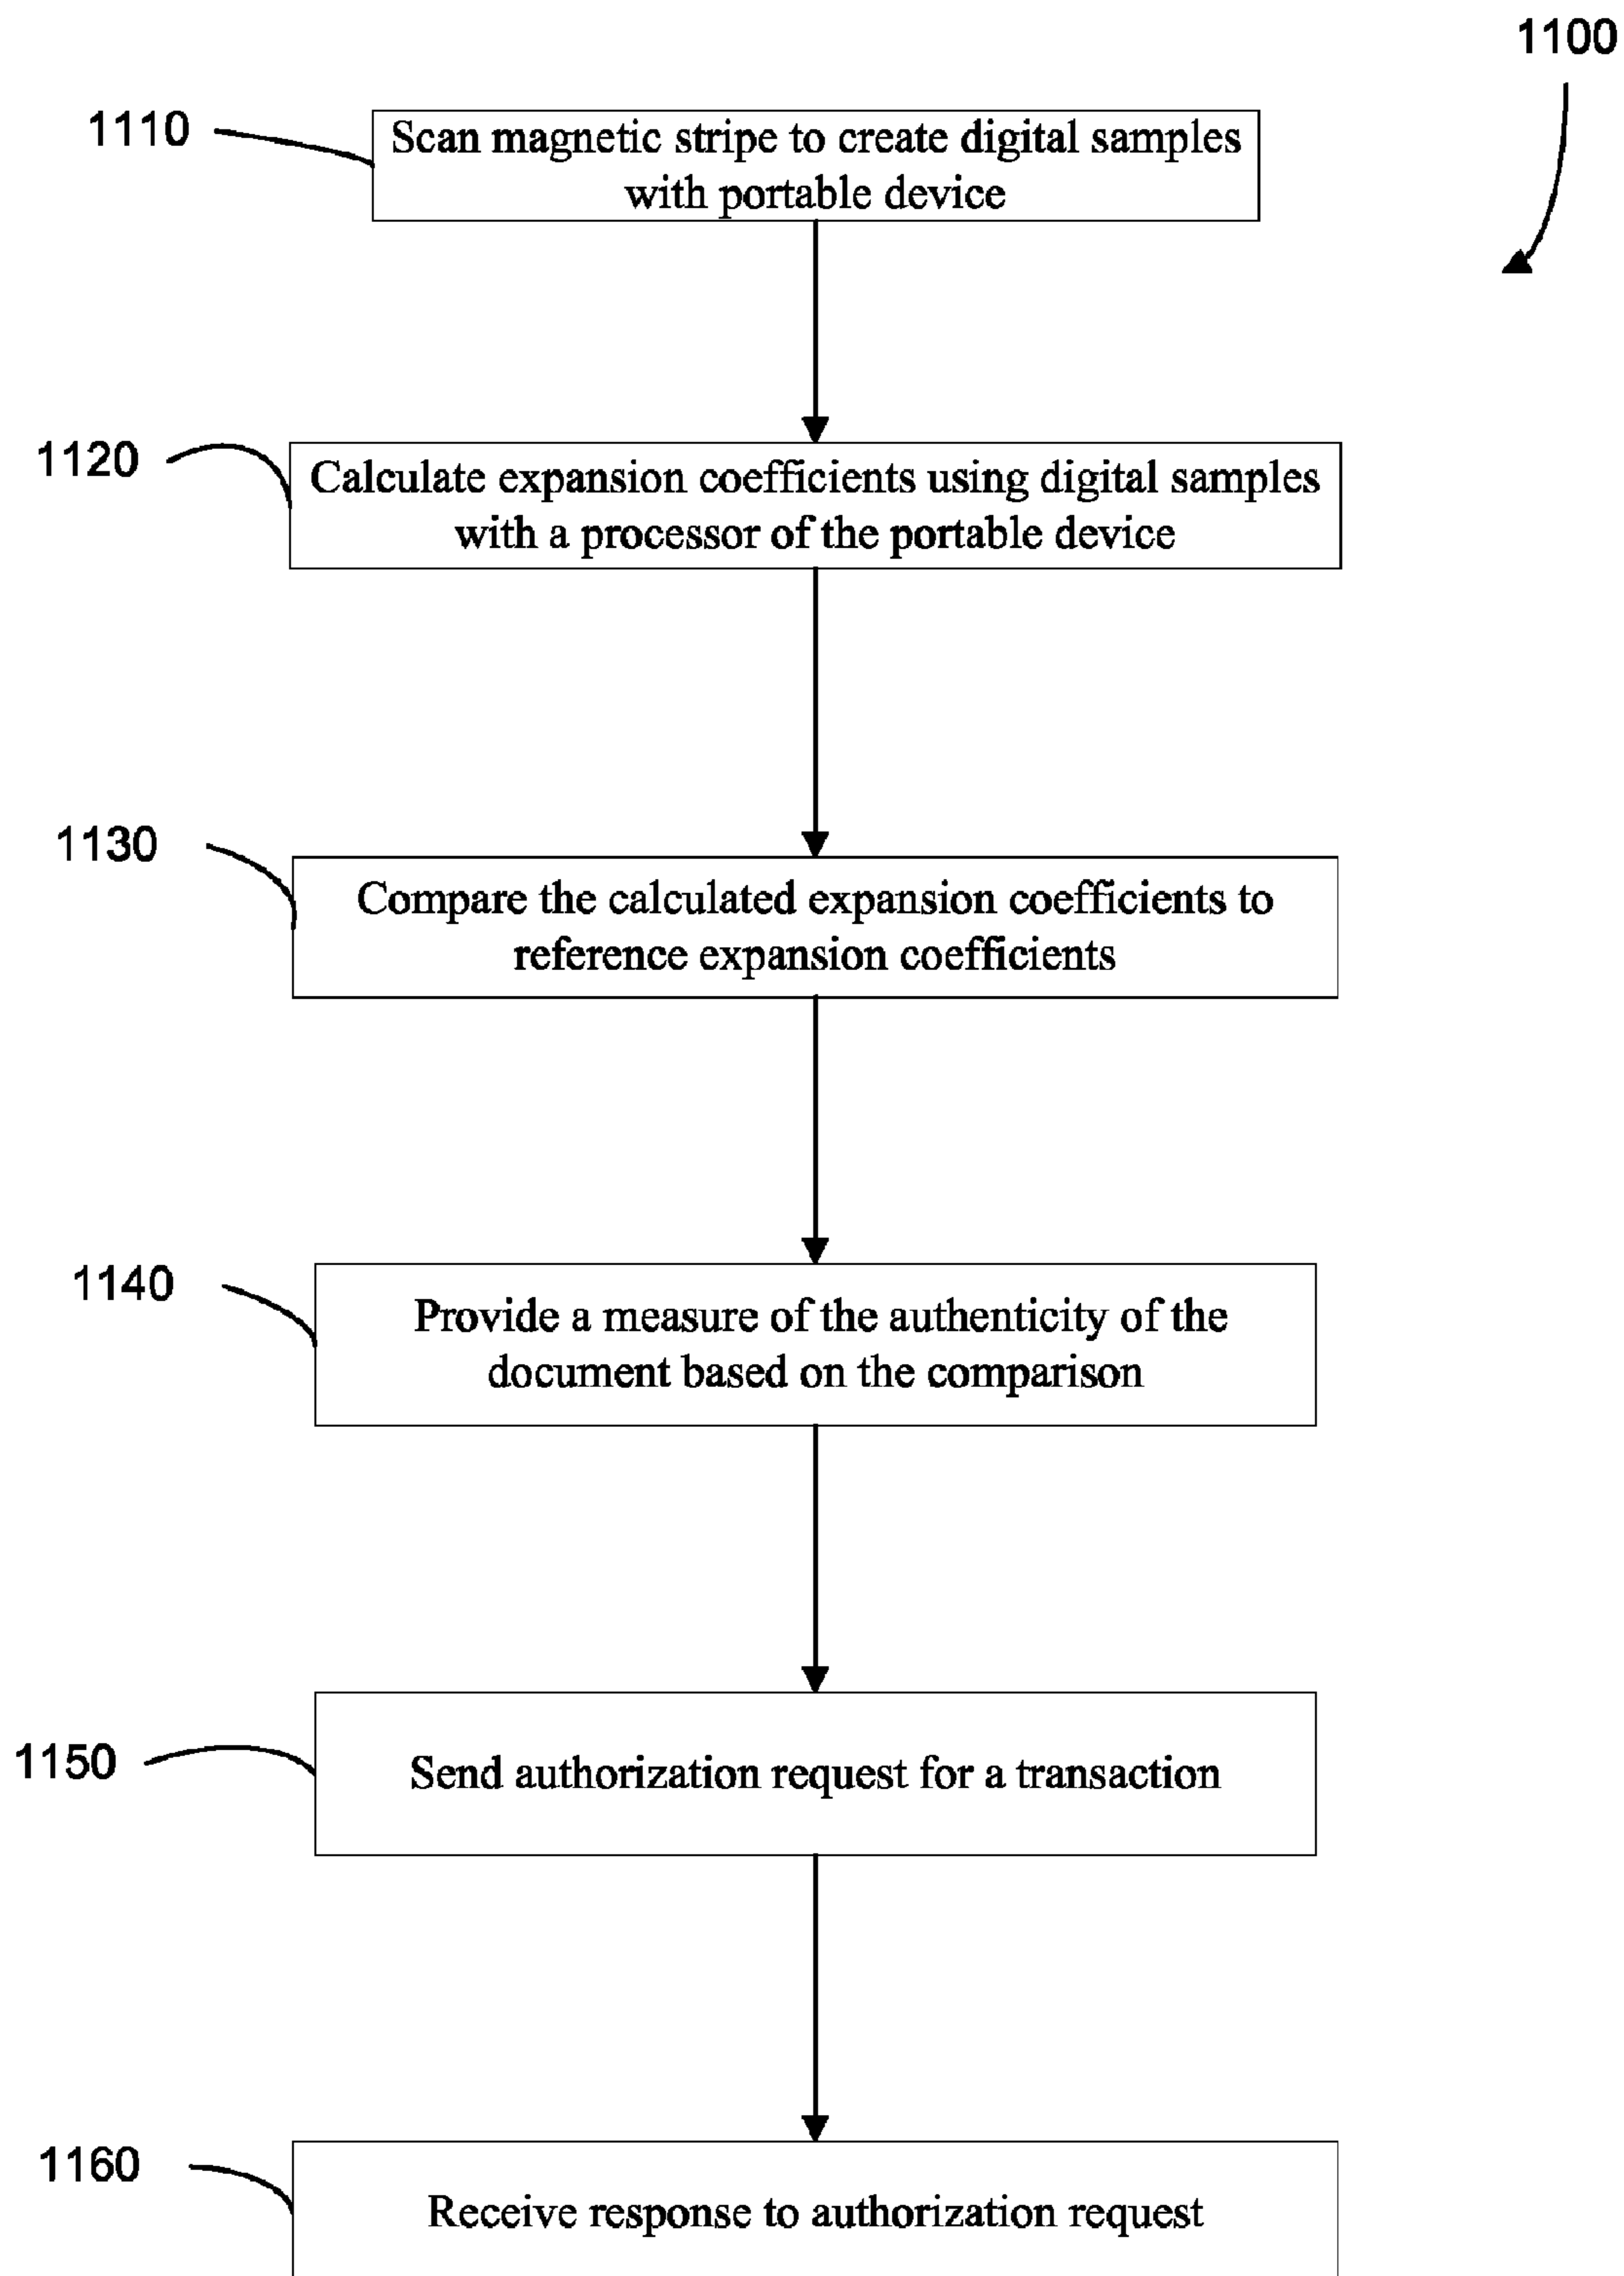 1100
1110
Scan magnetic stripe to create digital samples
with portable device
1120
Calculate expansion coefficients using digital samples
with a processor of the portable device
1130
Compare the calculated expansion coefficients to
reference expansion coefficients
1140
Provide a measure of the authenticity of the
document based on the comparison
1150
Send authorization request for a transaction
1160
Receive response to authorization request